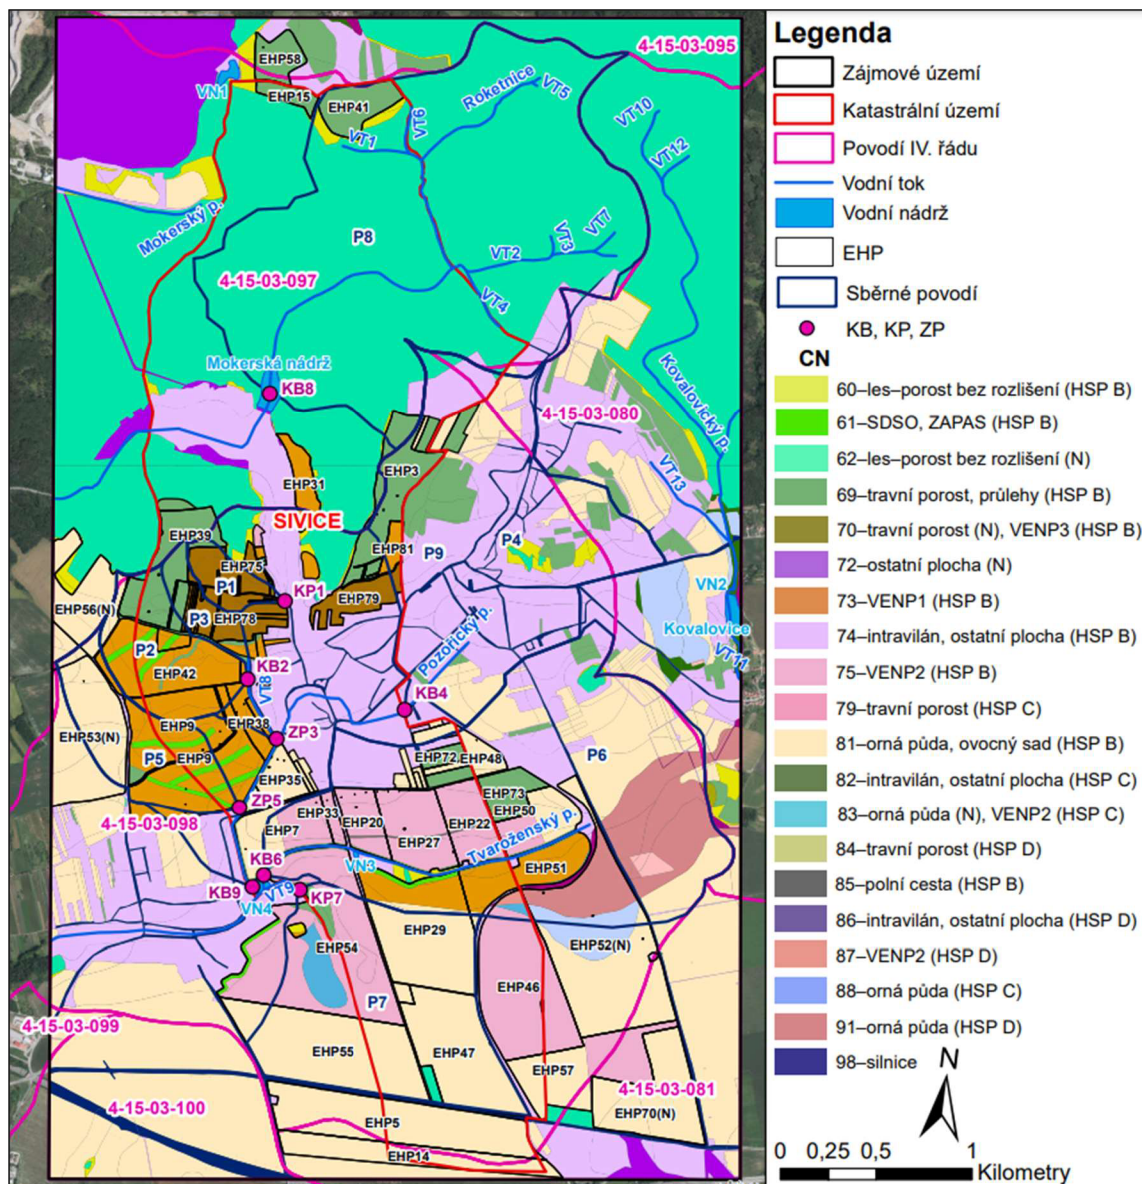 4-15-03-095
EHP58
VN1
EHP15
EHP41
Roketnice
VT5
VT6
VT1
VT10
VT12
Mokerský p.
P8
VT3
VT7
VT2
4-15-03-097
VT4
Mokerská nádrž
KB8
Kovalovický p.
4-15-03-080
EHP3
EHP31
VT13
SIVICE
EHP39
EHP81
P9
P4
EHP75
P1
KP1
EHP79
VN2
EHP56(N)
P3
EHP78
Kovalovice
P2
Pozořický p.
VT11
KB2
EHP42
VT8
KB4
EHP9
EHP38
EHP53(N)
ZP3
P5
EHP9
EHP72
EHP48
P6
EHP35
EHP73
ZP5
EHP33
EHP50
4-15-03-098
EHP7
EHP20
EHP27
EHP22
Tvaroženský p.
KB6
VN3
EHP51
KB9
VT9
KP7
VN4
EHP29
EHP54
EHP52(N)
EHP46
P7
4-15-03-099
EHP55
EHP47
EHP57
4-15-03-081
4-15-03-100
EHP70(N)
EHP5
EHP14
Legenda
Zájmové území
Katastrální území
Povodí IV. řádu
Vodní tok
Vodní nádrž
EHP
Sběrné povodí
KB, KP, ZP
CN
60–les–porost bez rozlišení (HSP B)
61–SDSO, ZAPAS (HSP B)
62–les–porost bez rozlišení (N)
69–travní porost, průlehy (HSP B)
70–travní porost (N), VENP3 (HSP B)
72–ostatní plocha (N)
73–VENP1 (HSP B)
74–intravilán, ostatní plocha (HSP B)
75–VENP2 (HSP B)
79–travní porost (HSP C)
81–orná půda, ovocný sad (HSP B)
82–intravilán, ostatní plocha (HSP C)
83–orná půda (N), VENP2 (HSP C)
84–travní porost (HSP D)
85–polní cesta (HSP B)
86–intravilán, ostatní plocha (HSP D)
87–VENP2 (HSP D)
88–orná půda (HSP C)
91–orná půda (HSP D)
98–silnice
N
0 0,25 0,5 1
Kilometry